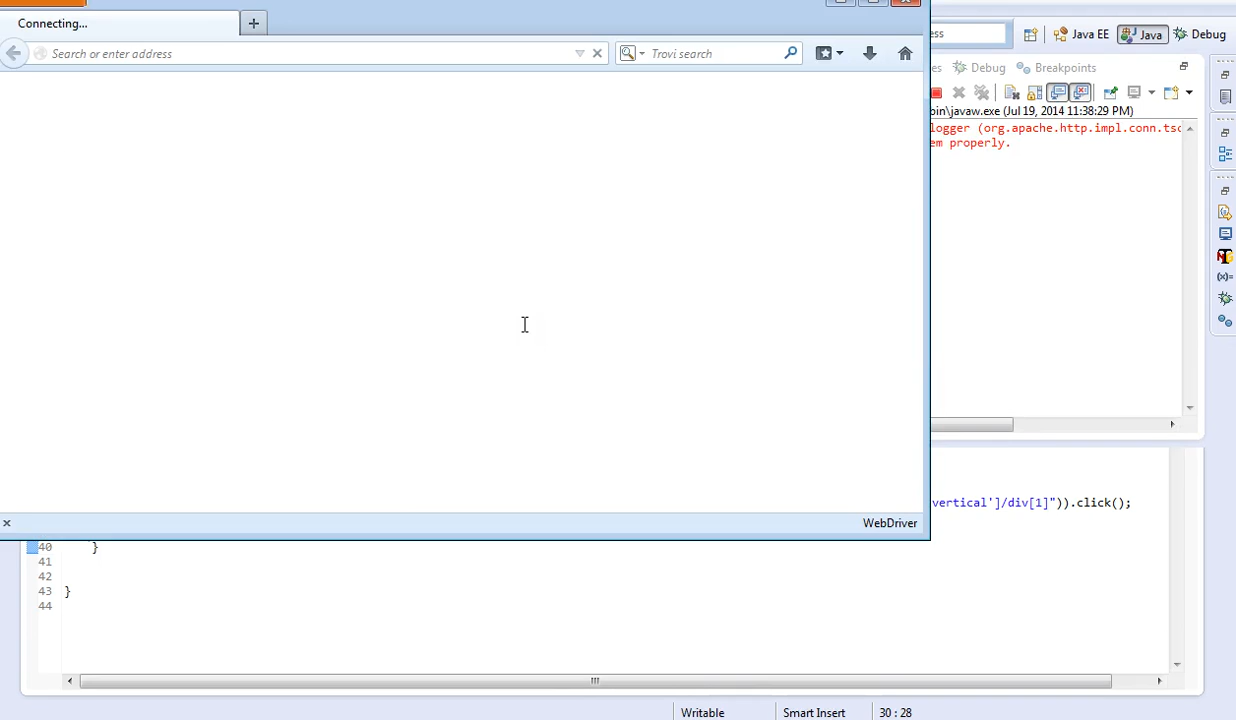 Connecting...
Search or enter address
Trovi search
ess
Java EE
Java
Debug
es
Debug
Breakpoints
bin\javaw.exe (Jul 19, 2014 11:38:29 PM)
logger (org.apache.http.impl.conn.tsc
em properly.
(x)=
vertical']/div[1]")).click();
WebDriver
40 }
41
42
43 }
44
Writable
Smart Insert
30 : 28